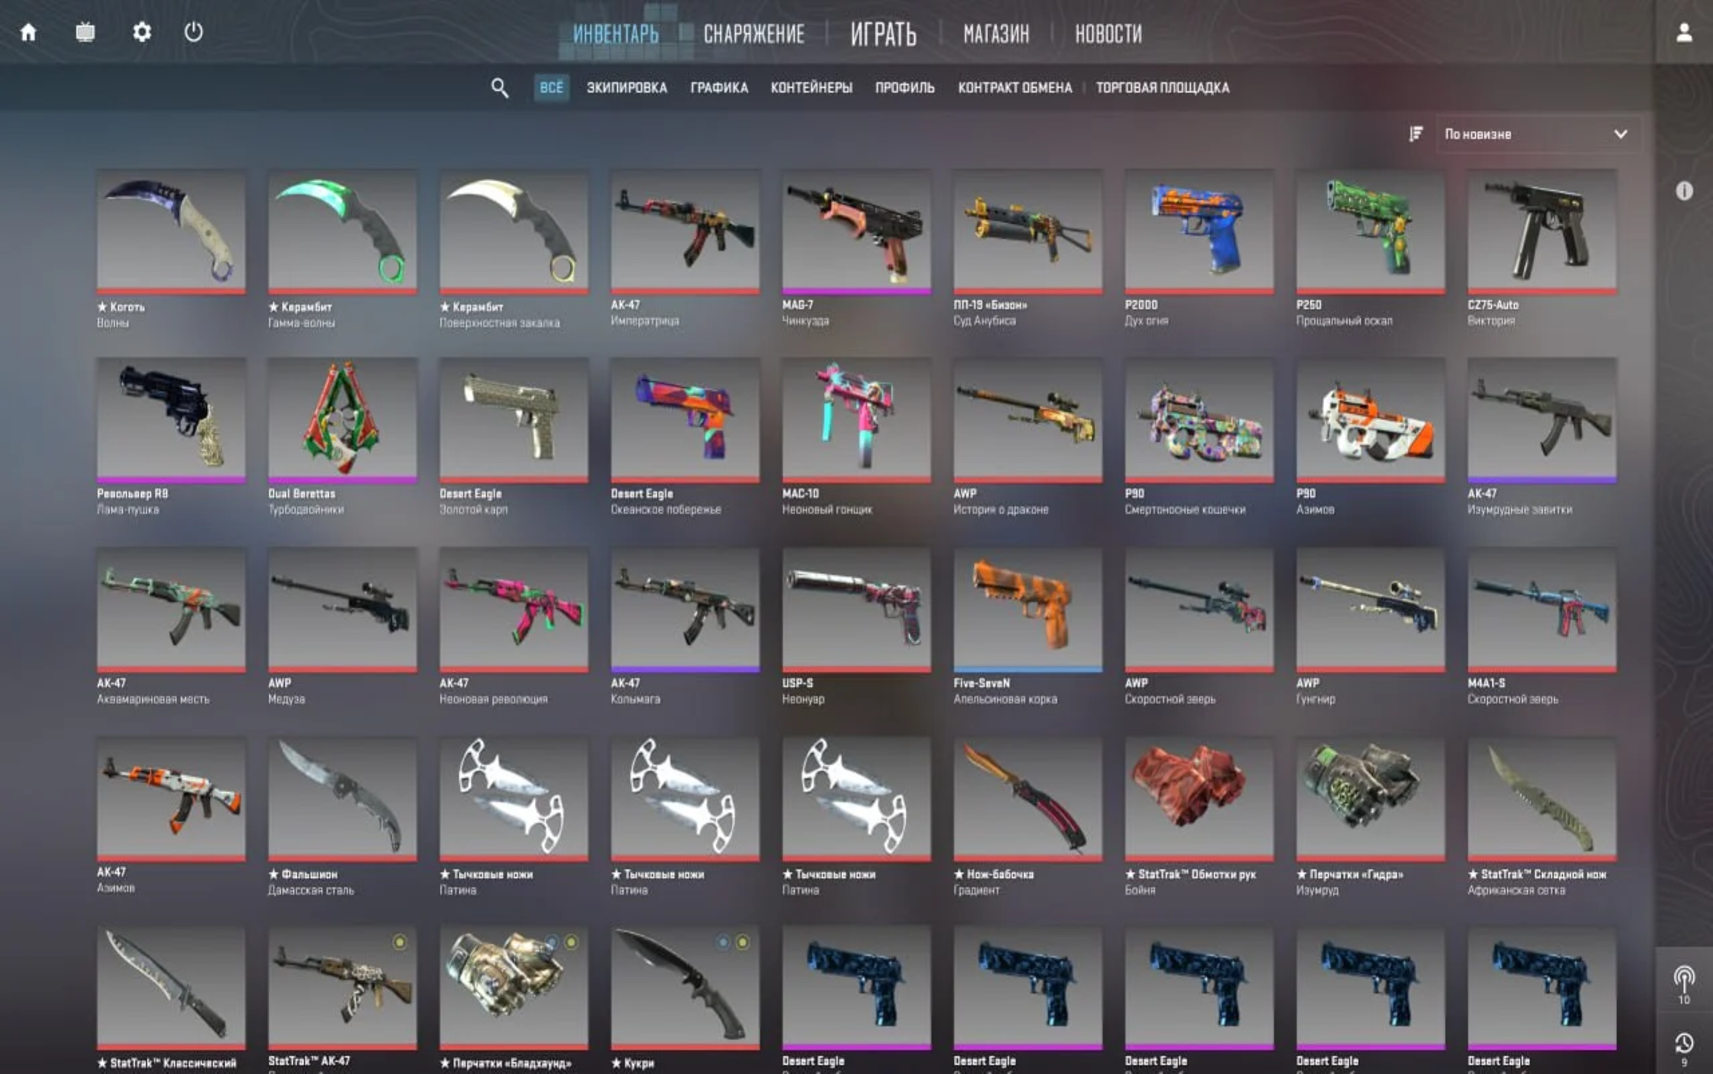 ИНВЕНТАРЬ СНАРЯЖЕНИЕ ИГРАТЬ МАГАЗИН НОВОСТИ
ВСЁ ЭКИПИРОВКА ГРАФИКА КОНТЕЙНЕРЫ ПРОФИЛЬ КОНТРАКТ ОБМЕНА ТОРГОВАЯ ПЛОЩАДКА
По новизне
★ Коготь
Волны
★ Керамбит
Гамма-волны
★ Керамбит
Поверхностная закалка
AK-47
Императрица
MAG-7
Чинкуэда
ПП-19 «Бизон»
Суд Анубиса
P2000
Дух огня
P250
Прощальный оскал
CZ75-Auto
Виктория
Револьвер R8
Лама-пушка
Dual Berettas
Турбодвойники
Desert Eagle
Золотой карп
Desert Eagle
Океанское побережье
MAC-10
Неоновый гонщик
AWP
История о драконе
P90
Смертоносные кошечки
P90
Азимов
AK-47
Изумрудные завитки
AK-47
Аквамариновая месть
AWP
Медуза
AK-47
Неоновая революция
AK-47
Колымага
USP-S
Неонуар
Five-SeveN
Апельсиновая корка
AWP
Скоростной зверь
AWP
Гунгнир
M4A1-S
Скоростной зверь
AK-47
Азимов
★ Фальшион
Дамасская сталь
★ Тычковые ножи
Патина
★ Тычковые ножи
Патина
★ Тычковые ножи
Патина
★ Нож-бабочка
Градиент
★ StatTrak™ Обмотки рук
Бойня
★ Перчатки «Гидра»
Изумруд
★ StatTrak™ Складной нож
Африканская сетка
★ StatTrak™ Классический
StatTrak™ AK-47
★ Перчатки «Бладхаунд»
★ Кукри
Desert Eagle
Desert Eagle
Desert Eagle
Desert Eagle
Desert Eagle
10
9